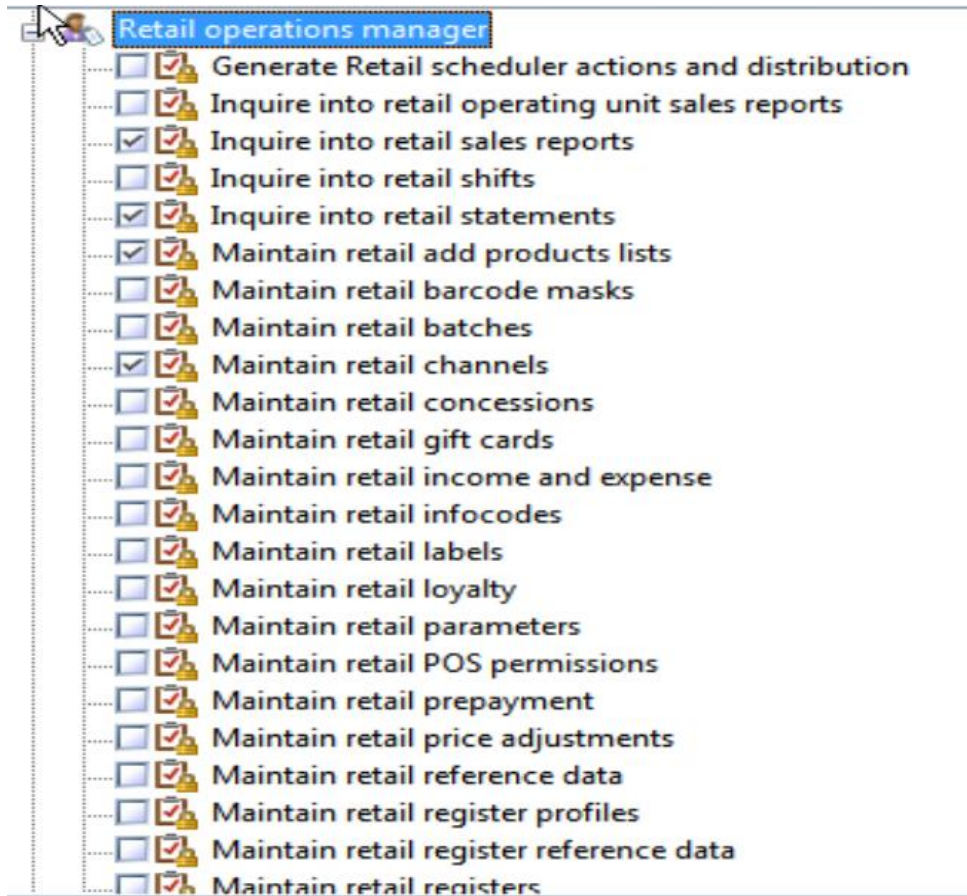 Retail operations manager
Generate Retail scheduler actions and distribution
Inquire into retail operating unit sales reports
Inquire into retail sales reports
Inquire into retail shifts
Inquire into retail statements
Maintain retail add products lists
Maintain retail barcode masks
Maintain retail batches
Maintain retail channels
Maintain retail concessions
Maintain retail gift cards
Maintain retail income and expense
Maintain retail infocodes
Maintain retail labels
Maintain retail loyalty
Maintain retail parameters
Maintain retail POS permissions
Maintain retail prepayment
Maintain retail price adjustments
Maintain retail reference data
Maintain retail register profiles
Maintain retail register reference data
Maintain retail registers